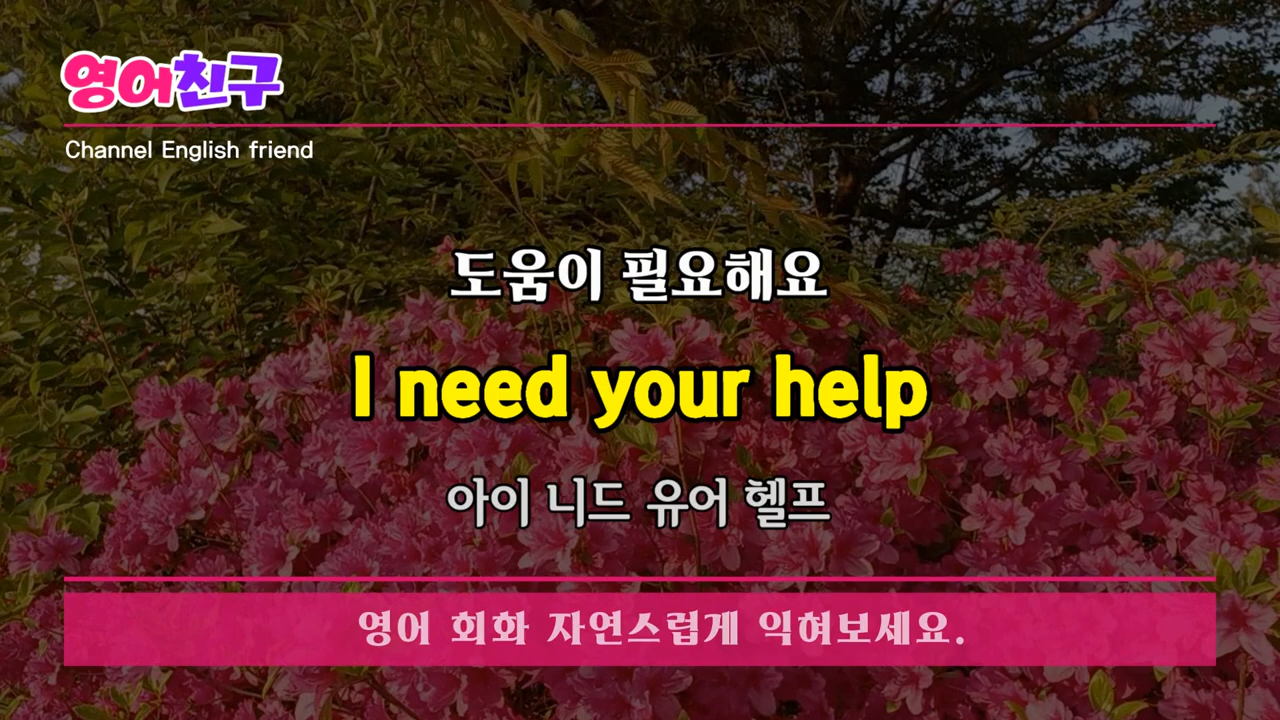 영어친구
Channel English friend
도움이 필요해요
I need your help
아이 니드 유어 헬프
영어 회화 자연스럽게 익혀보세요.